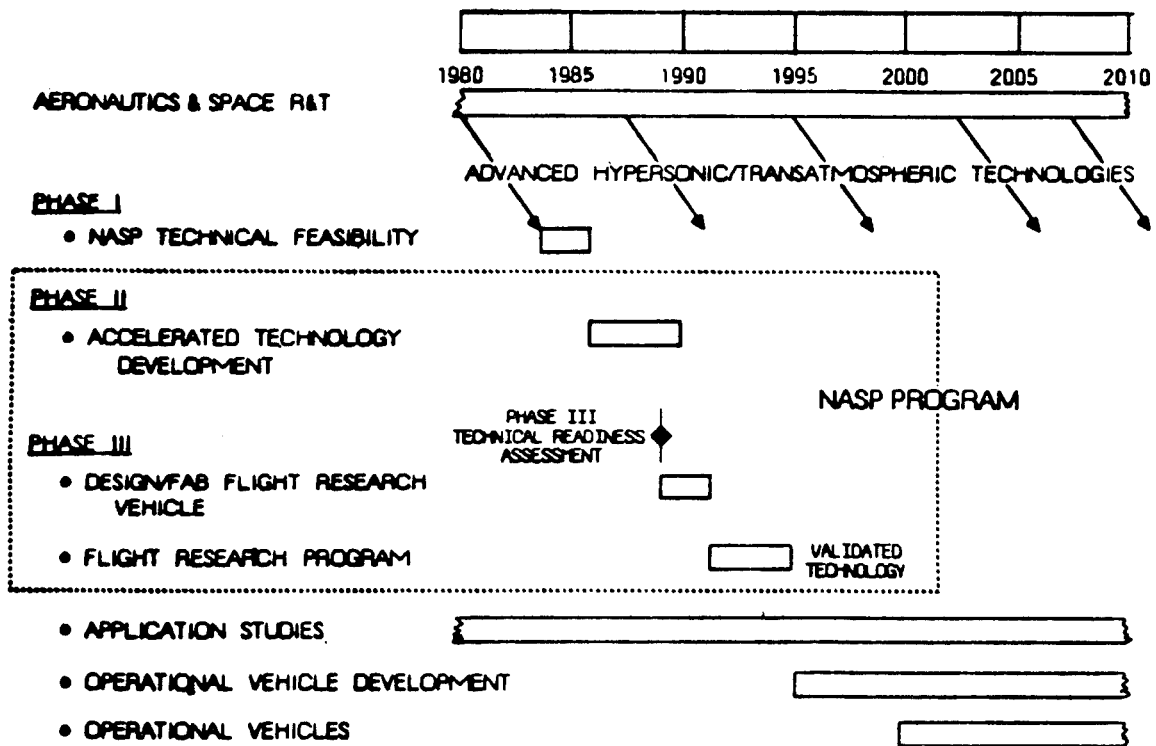 1980 1985 1990 1995 2000 2005 2010
AERONAUTICS & SPACE R&T
ADVANCED HYPERSONIC/TRANSATMOSPHERIC TECHNOLOGIES
PHASE I
• NASP TECHNICAL FEASIBILITY
PHASE II
• ACCELERATED TECHNOLOGY
DEVELOPMENT
NASP PROGRAM
PHASE III
TECHNICAL READINESS
ASSESSMENT
PHASE III
• DESIGN/FAB FLIGHT RESEARCH
VEHICLE
• FLIGHT RESEARCH PROGRAM
VALIDATED
TECHNOLOGY
• APPLICATION STUDIES
• OPERATIONAL VEHICLE DEVELOPMENT
• OPERATIONAL VEHICLES